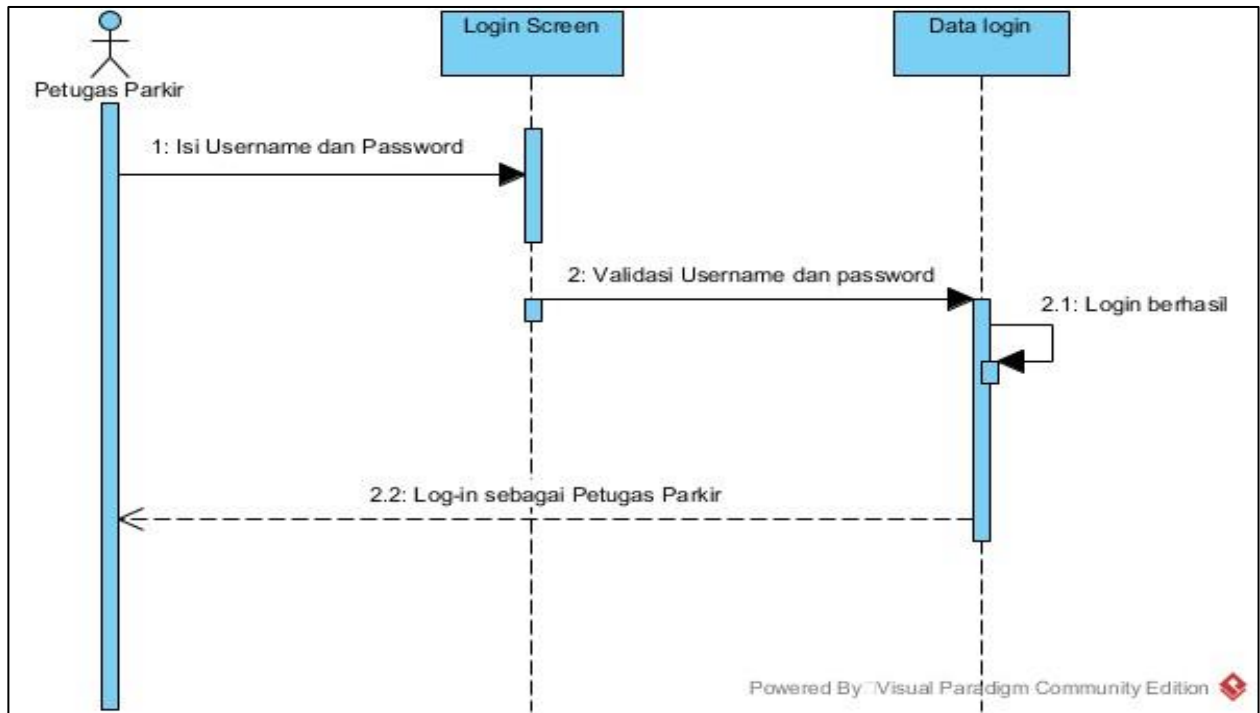 Login Screen
Data login
Petugas Parkir
1: Isi Username dan Password
2: Validasi Username dan password
2.1: Login berhasil
2.2: Log-in sebagai Petugas Parkir
Powered By Visual Paradigm Community Edition